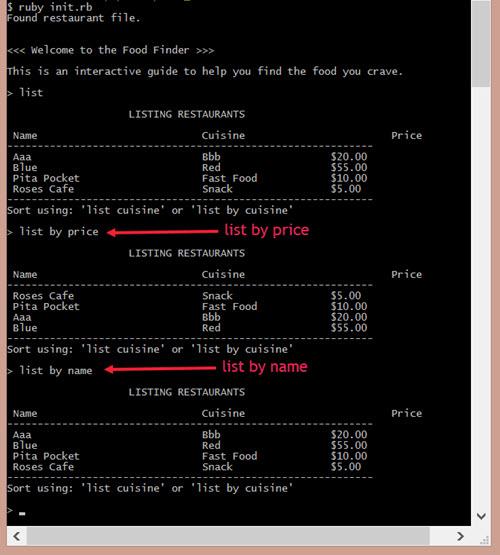 $ ruby init.rb
Found restaurant file.
<<< Welcome to the Food Finder >>>
This is an interactive guide to help you find the food you crave.
> list
LISTING RESTAURANTS
Name Cuisine Price
--------------------------------------------------------------
Aaa Bbb $20.00
Blue Red $55.00
Pita Pocket Fast Food $10.00
Roses Cafe Snack $5.00
--------------------------------------------------------------
Sort using: 'list cuisine' or 'list by cuisine'
> list by price list by price
LISTING RESTAURANTS
Name Cuisine Price
--------------------------------------------------------------
Roses Cafe Snack $5.00
Pita Pocket Fast Food $10.00
Aaa Bbb $20.00
Blue Red $55.00
--------------------------------------------------------------
Sort using: 'list cuisine' or 'list by cuisine'
> list by name list by name
LISTING RESTAURANTS
Name Cuisine Price
--------------------------------------------------------------
Aaa Bbb $20.00
Blue Red $55.00
Pita Pocket Fast Food $10.00
Roses Cafe Snack $5.00
--------------------------------------------------------------
Sort using: 'list cuisine' or 'list by cuisine'
> _